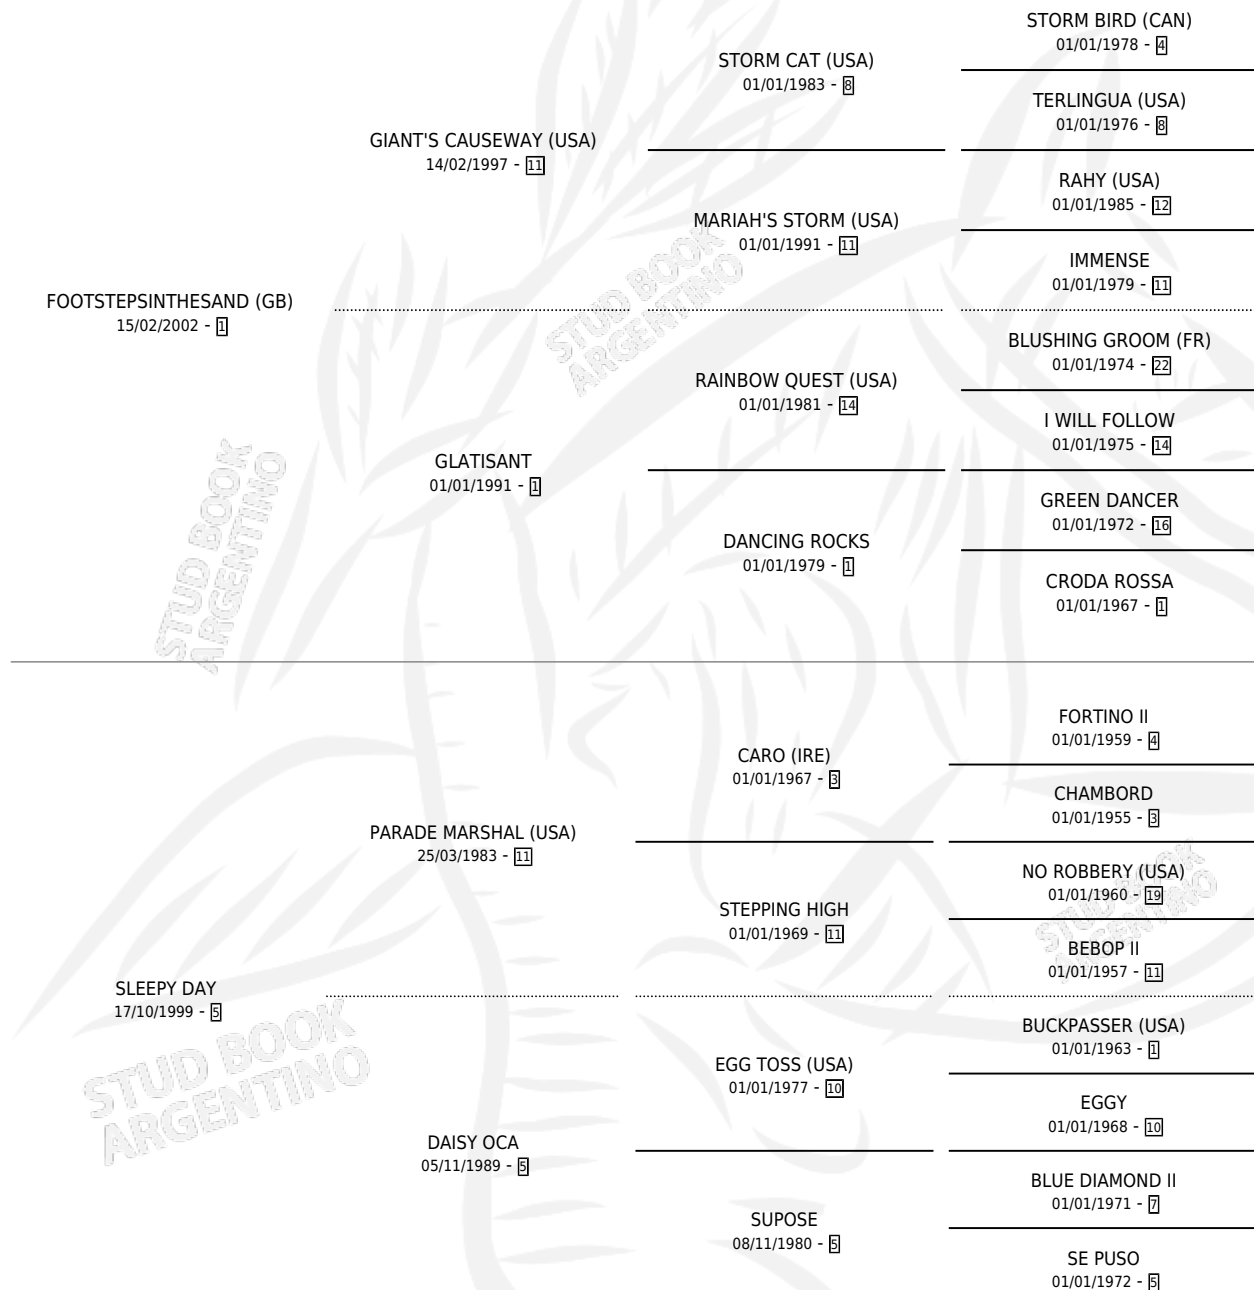 STORM BIRD (CAN)
01/01/1978 - 4
STORM CAT (USA)
01/01/1983 - 8
TERLINGUA (USA)
01/01/1976 - 8
GIANT'S CAUSEWAY (USA)
14/02/1997 - 11
RAHY (USA)
01/01/1985 - 12
MARIAH'S STORM (USA)
01/01/1991 - 11
IMMENSE
01/01/1979 - 11
FOOTSTEPSINTHESAND (GB)
15/02/2002 - 1
BLUSHING GROOM (FR)
01/01/1974 - 22
RAINBOW QUEST (USA)
01/01/1981 - 14
I WILL FOLLOW
01/01/1975 - 14
GLATISANT
01/01/1991 - 1
GREEN DANCER
01/01/1972 - 16
DANCING ROCKS
01/01/1979 - 1
CRODA ROSSA
01/01/1967 - 1
FORTINO II
01/01/1959 - 4
CARO (IRE)
01/01/1967 - 3
CHAMBORD
01/01/1955 - 3
PARADE MARSHAL (USA)
25/03/1983 - 11
NO ROBBERY (USA)
01/01/1960 - 19
STEPPING HIGH
01/01/1969 - 11
BEBOP II
01/01/1957 - 11
SLEEPY DAY
17/10/1999 - 5
BUCKPASSER (USA)
01/01/1963 - 1
EGG TOSS (USA)
01/01/1977 - 10
EGGY
01/01/1968 - 10
DAISY OCA
05/11/1989 - 5
BLUE DIAMOND II
01/01/1971 - 7
SUPOSE
08/11/1980 - 5
SE PUSO
01/01/1972 - 5
STUD BOOK
ARGENTINO
STUD BOOK
ARGENTINO
STUD BOOK
ARGENTINO
STUD BOOK
ARGENTINO